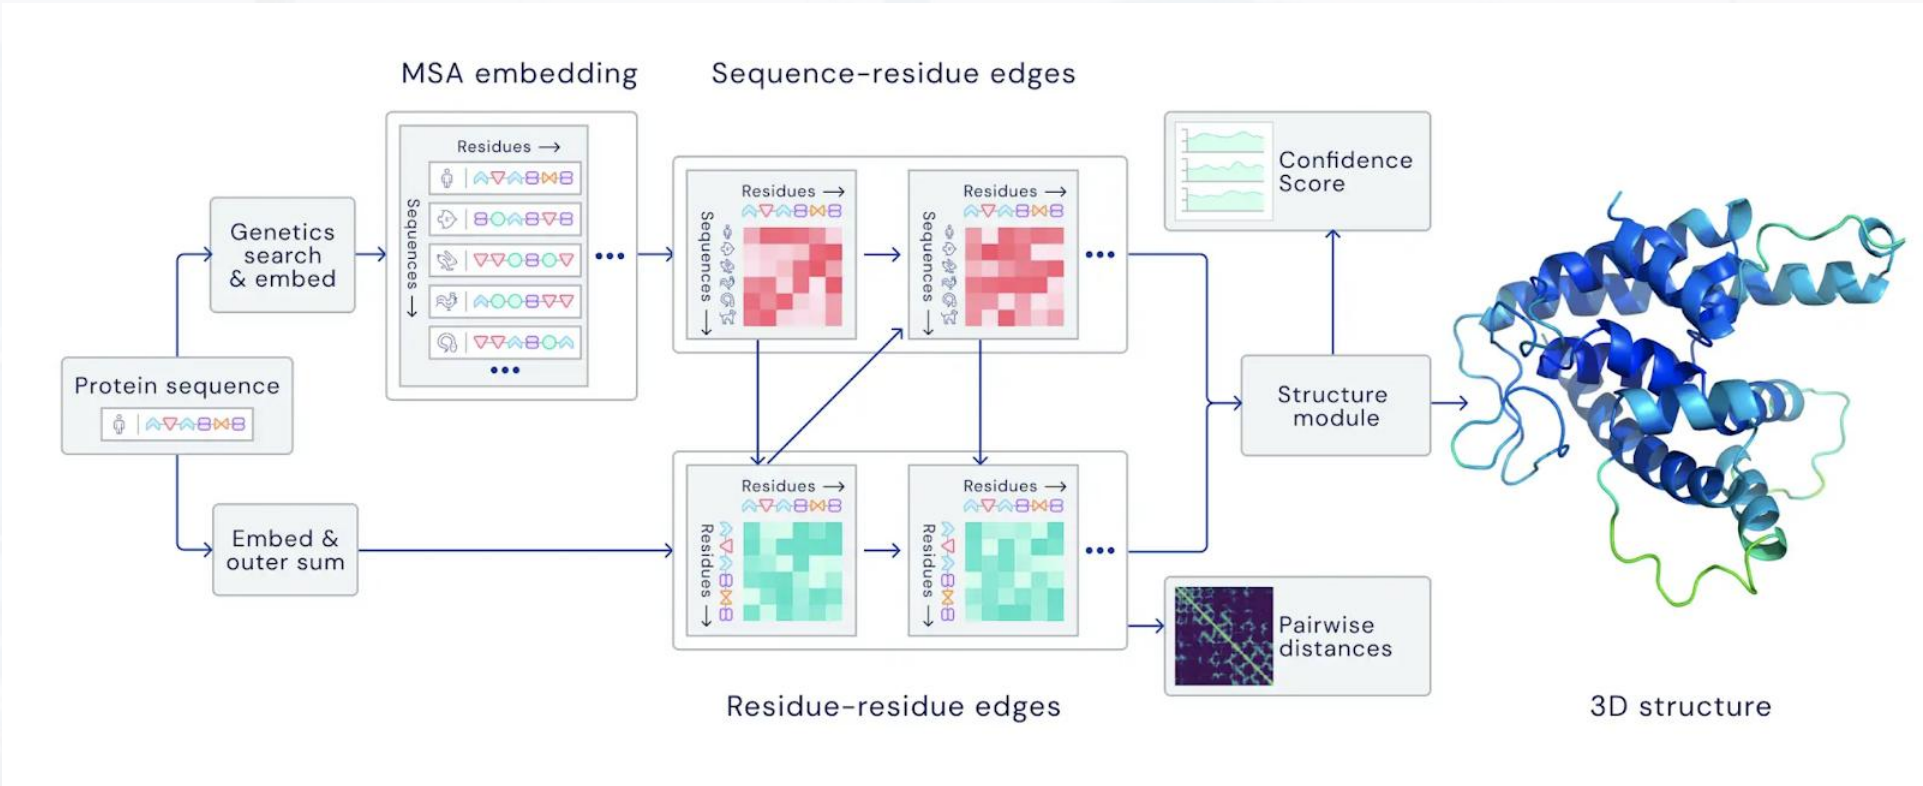 MSA embedding
Sequence-residue edges
Residues
Sequences
Genetics
search
& embed
Protein sequence
Embed &
outer sum
Residues
Sequences
Residues
Sequences
Residues
Residues
Residues
Residues
Confidence
Score
Structure
module
Pairwise
distances
Residue-residue edges
3D structure